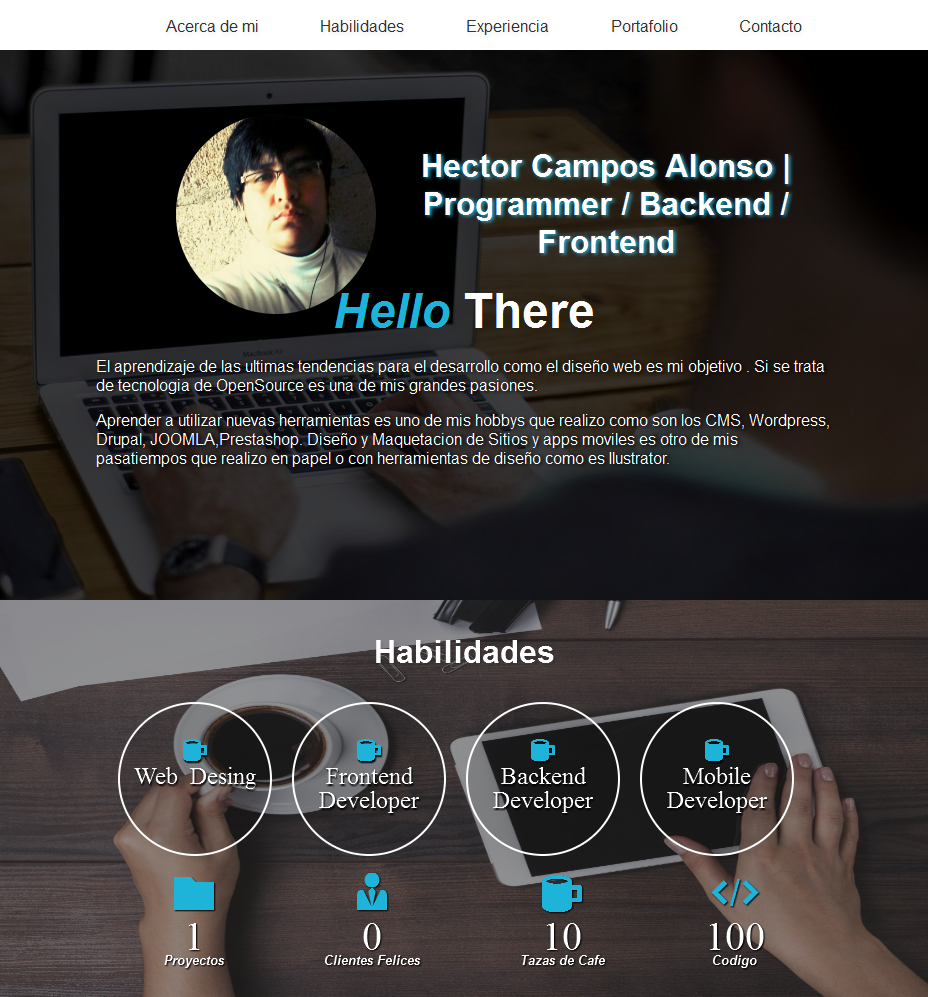 Acerca de mi Habilidades Experiencia Portafolio Contacto
Hector Campos Alonso |
Programmer / Backend /
Frontend
Hello There
El aprendizaje de las ultimas tendencias para el desarrollo como el diseño web es mi objetivo . Si se trata
de tecnologia de OpenSource es una de mis grandes pasiones.
Aprender a utilizar nuevas herramientas es uno de mis hobbys que realizo como son los CMS, Wordpress,
Drupal, JOOMLA,Prestashop. Diseño y Maquetacion de Sitios y apps moviles es otro de mis
pasatiempos que realizo en papel o con herramientas de diseño como es llustrator.
Habilidades
Web Desing
Frontend
Developer
Backend
Developer
Mobile
Developer
1
Proyectos
0
Clientes Felices
10
Tazas de Cafe
100
Codigo